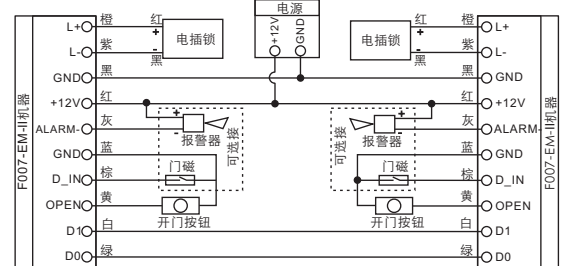 电源
+12V
GND
L+ 橙 红 + 电插锁
L- 紫 - 黑
GND 黑
+12V 红
ALARM- 灰 + - 报警器
GND 蓝
D_IN 棕 门磁
OPEN 黄 开门按钮
D1 白
D0 绿
可选接
F007-EM-II机器
电插锁 红 + 橙 L+
- 黑 紫 L-
黑 GND
红 +12V
报警器 + - 灰 ALARM-
蓝 GND
门磁 棕 D_IN
开门按钮 黄 OPEN
白 D1
绿 D0
可选接
F007-EM-II机器